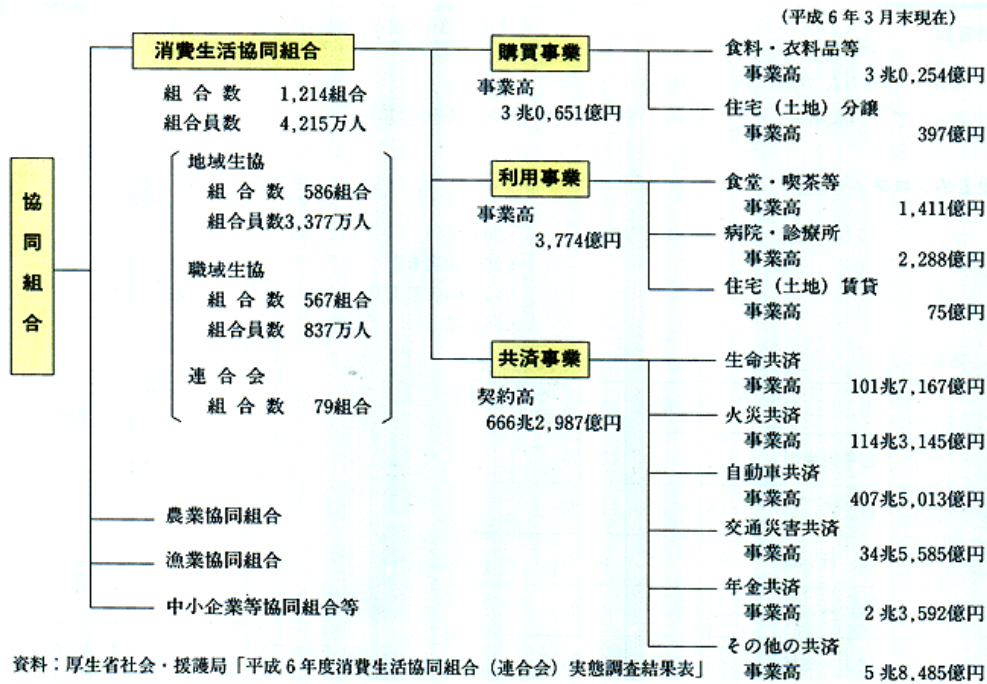 (平成6年3月末現在)
協同組合
消費生活協同組合
組合数 1,214組合
組合員数 4,215万人
地域生協
組合数 586組合
組合員数3,377万人
職域生協
組合数 567組合
組合員数 837万人
連合会
組合数 79組合
農業協同組合
漁業協同組合
中小企業等協同組合等
購買事業
事業高
3兆0,651億円
食料・衣料品等
事業高 3兆0,254億円
住宅(土地)分譲
事業高 397億円
利用事業
事業高
3,774億円
食堂・喫茶等
事業高 1,411億円
病院・診療所
事業高 2,288億円
住宅(土地)賃貸
事業高 75億円
共済事業
契約高
666兆2,987億円
生命共済
事業高 101兆7,167億円
火災共済
事業高 114兆3,145億円
自動車共済
事業高 407兆5,013億円
交通災害共済
事業高 34兆5,585億円
年金共済
事業高 2兆3,592億円
その他の共済
事業高 5兆8,485億円
資料:厚生省社会・援護局「平成6年度消費生活協同組合(連合会)実態調査結果表」